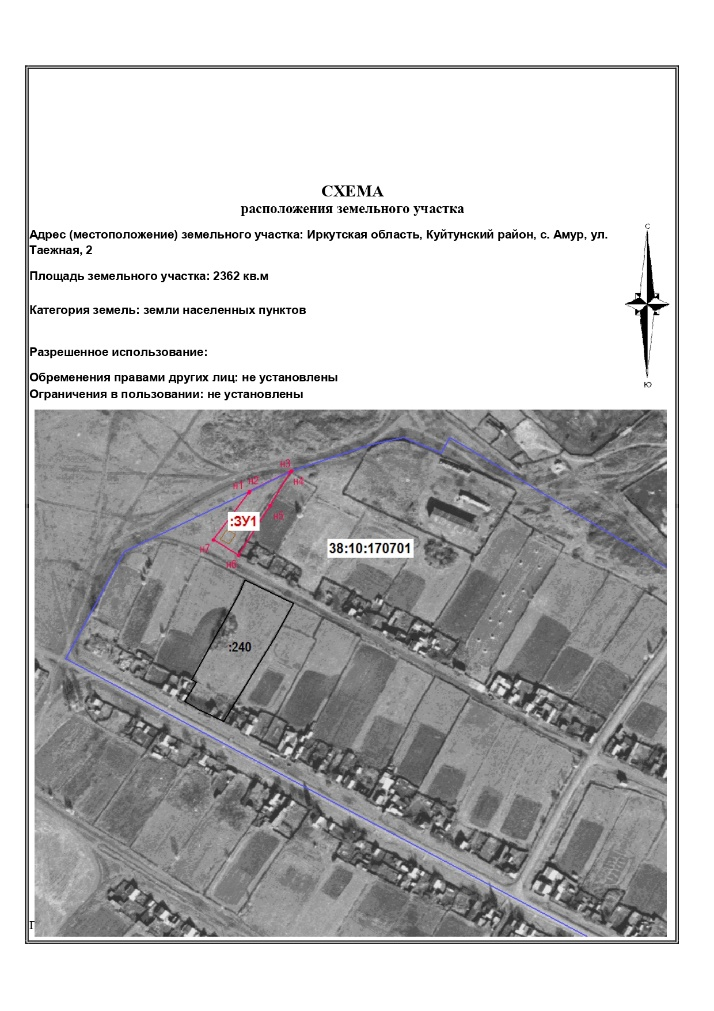 СХЕМА
расположения земельного участка
С
Адрес (местоположение) земельного участка: Иркутская область, Куйтунский район, с. Амур, ул.
Таежная, 2
Площадь земельного участка: 2362 кв.м
Категория земель: земли населенных пунктов
Разрешенное использование:
Обременения правами других лиц: не установлены
Ю
Ограничения в пользовании: не установлены
н3
н1 н2
н4
:ЗУ1
н7
н6
38:10:170701
:240
Г